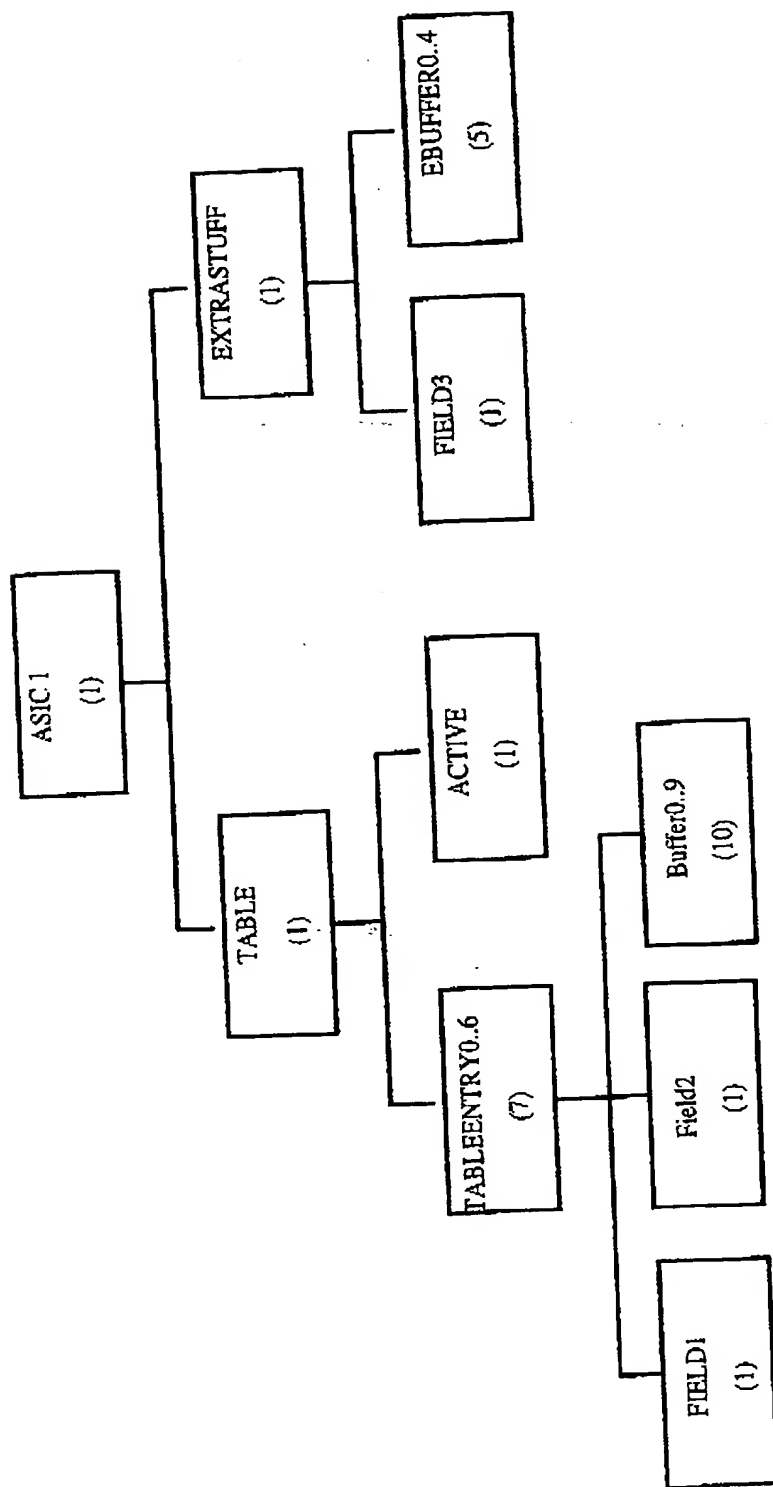 ASIC 1
(1)
TABLE
(1)
EXTRASTUFF
(1)
TABLEENTRY0..6
(7)
ACTIVE
(1)
FIELD3
(1)
EBUFFER0..4
(5)
FIELD1
(1)
Field2
(1)
Buffer0..9
(10)